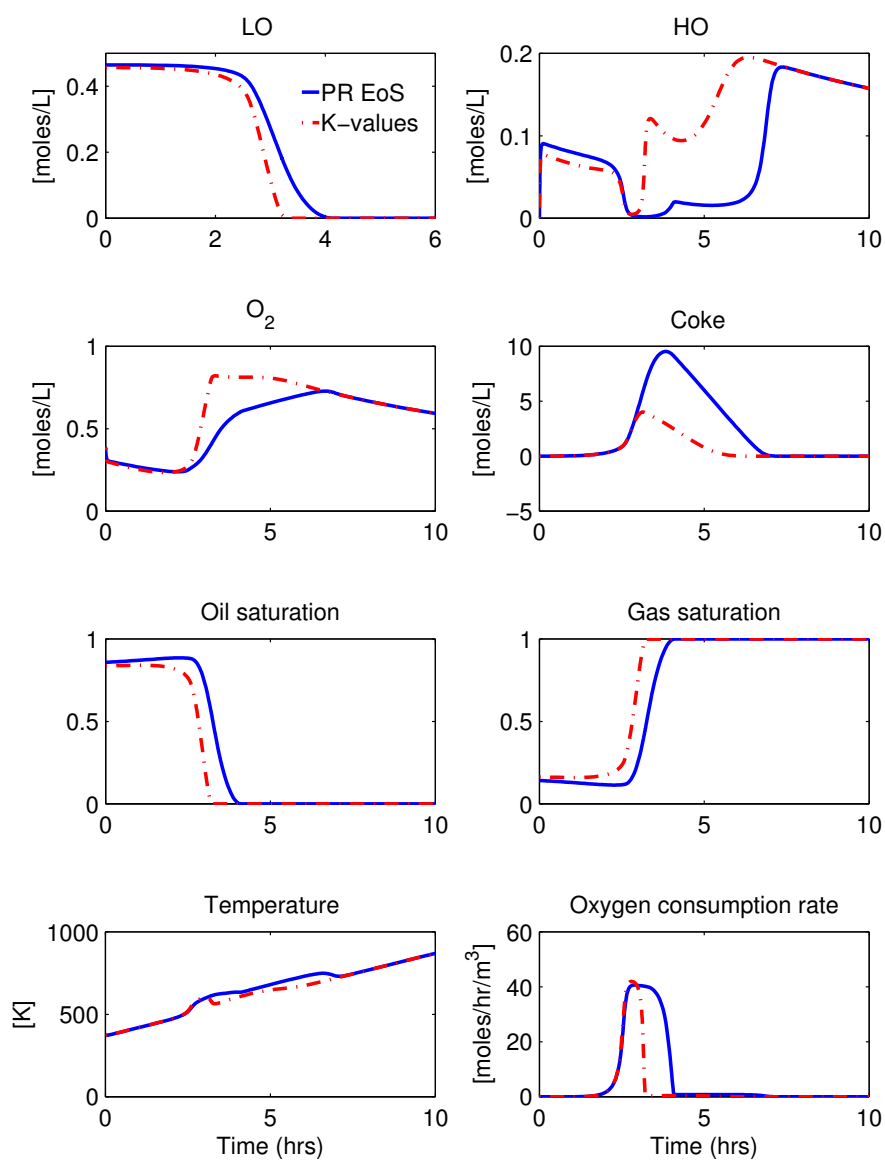 LO
HO
[moles/L]
0.4
0.2
0
0 2 4 6
PR EoS
K−values
[moles/L]
0.2
0.1
0
0 5 10
O2
Coke
[moles/L]
1
0.5
0
0 5 10
[moles/L]
10
5
0
−5
0 5 10
Oil saturation
Gas saturation
1
0.5
0
0 5 10
1
0.5
0
0 5 10
Temperature
Oxygen consumption rate
[K]
1000
500
0
0 5 10
Time (hrs)
[moles/hr/m3]
60
40
20
0
0 5 10
Time (hrs)